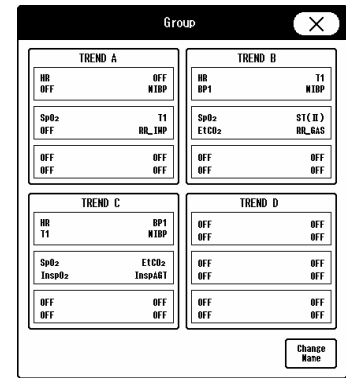 Group
TREND A
HR OFF
OFF NIBP
SpO₂ T1
OFF RR_IMP
OFF OFF
OFF OFF
TREND B
HR T1
BP1 NIBP
SpO₂ ST(II)
EtCO₂ RR_GAS
OFF OFF
OFF OFF
TREND C
HR BP1
T1 NIBP
SpO₂ EtCO₂
InspO₂ InspAGT
OFF OFF
OFF OFF
TREND D
OFF OFF
OFF OFF
OFF OFF
OFF OFF
OFF OFF
OFF OFF
Change
Name